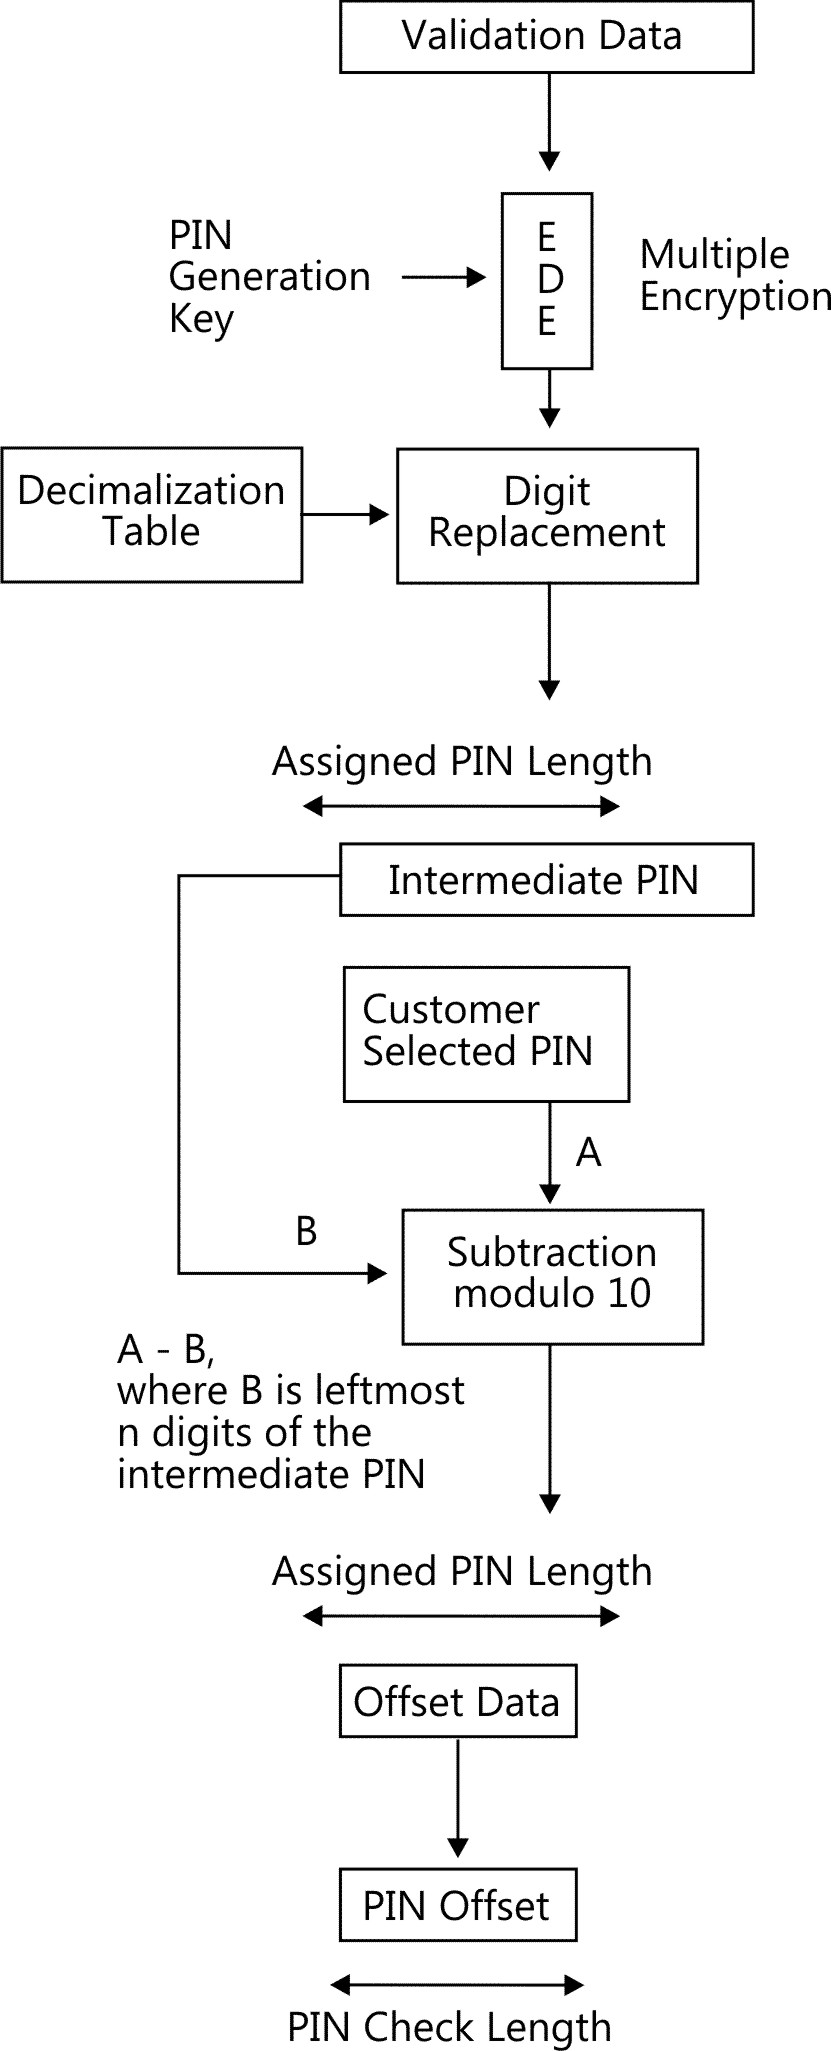 Validation Data
PIN
Generation
Key
E
D
E
Multiple
Encryption
Decimalization
Table
Digit
Replacement
Assigned PIN Length
Intermediate PIN
Customer
Selected PIN
A
B
Subtraction
modulo 10
A - B,
where B is leftmost
n digits of the
intermediate PIN
Assigned PIN Length
Offset Data
PIN Offset
PIN Check Length